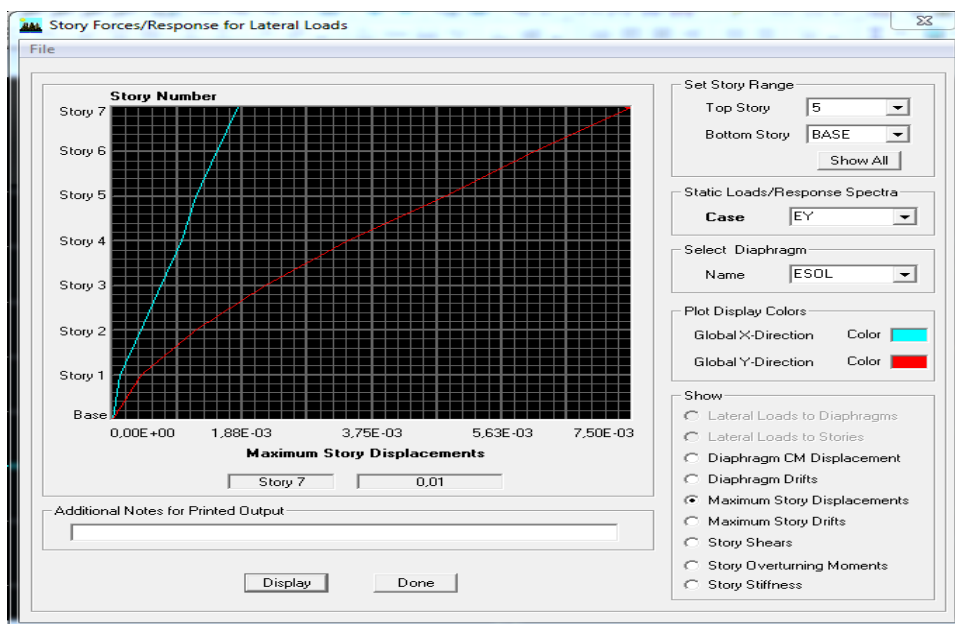 Story Forces/Response for Lateral Loads
File
Story Number
Story 7
Story 6
Story 5
Story 4
Story 3
Story 2
Story 1
Base
0,00E+00 1,88E-03 3,75E-03 5,63E-03 7,50E-03
Maximum Story Displacements
Story 7 0,01
Additional Notes for Printed Output
Display Done
Set Story Range
Top Story 5
Bottom Story BASE
Show All
Static Loads/Response Spectra
Case EY
Select Diaphragm
Name ESOL
Plot Display Colors
Global X-Direction Color
Global Y-Direction Color
Show
Lateral Loads to Diaphragms
Lateral Loads to Stories
Diaphragm CM Displacement
Diaphragm Drifts
Maximum Story Displacements
Maximum Story Drifts
Story Shears
Story Overturning Moments
Story Stiffness